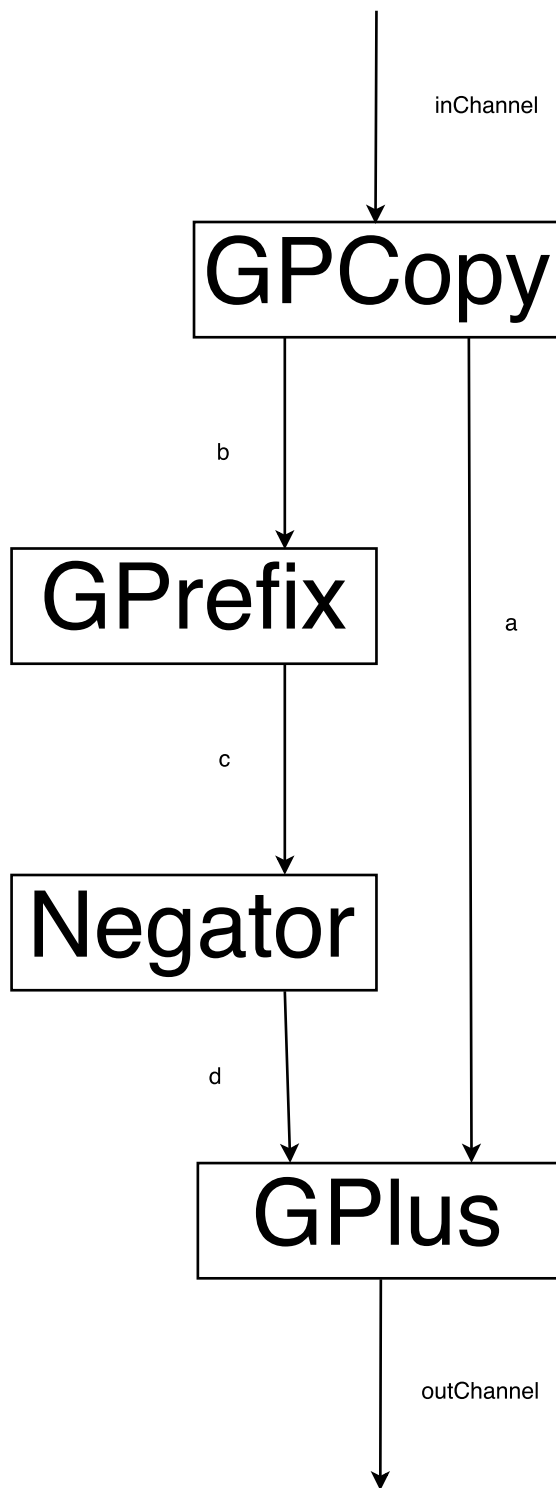 inChannel
GPCopy
b
GPrefix
a
c
Negator
d
GPlus
outChannel